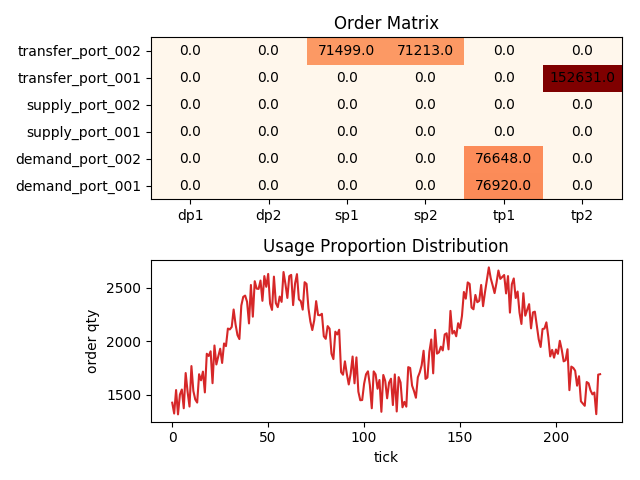 Order Matrix
transfer_port_002 0.0 0.0 71499.0 71213.0 0.0 0.0
transfer_port_001 0.0 0.0 0.0 0.0 0.0 152631.0
supply_port_002 0.0 0.0 0.0 0.0 0.0 0.0
supply_port_001 0.0 0.0 0.0 0.0 0.0 0.0
demand_port_002 0.0 0.0 0.0 0.0 76648.0 0.0
demand_port_001 0.0 0.0 0.0 0.0 76920.0 0.0
dp1 dp2 sp1 sp2 tp1 tp2
Usage Proportion Distribution
order qty
2500
2000
1500
0 50 100 150 200
tick